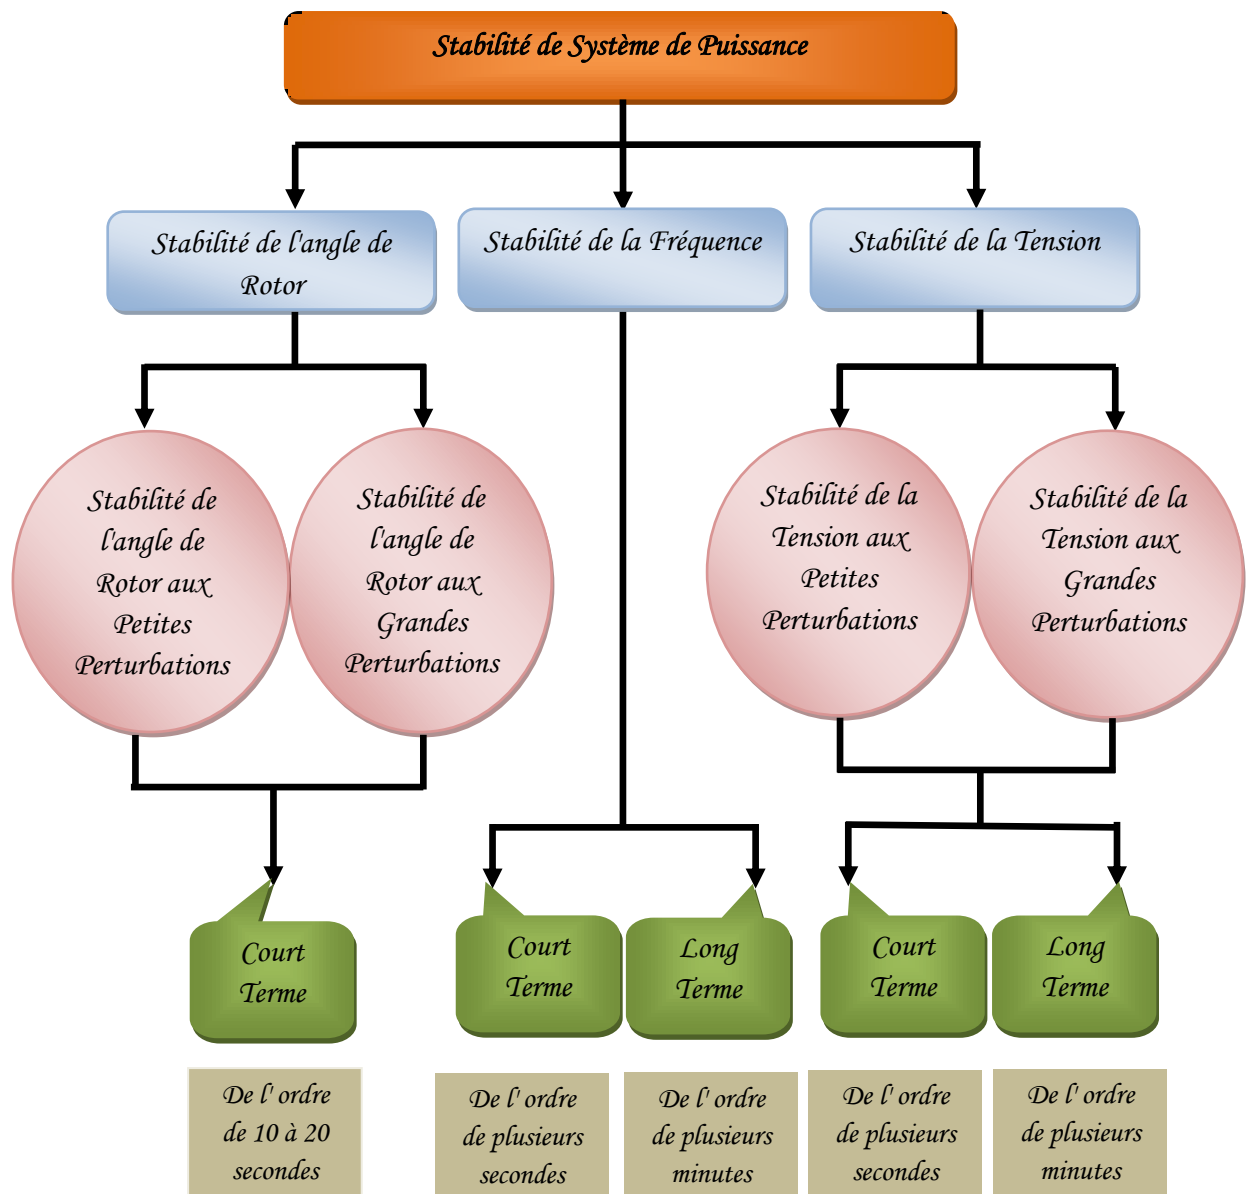 Stabilité de Système de Puissance
Stabilité de l'angle de
Rotor
Stabilité de la Fréquence
Stabilité de la Tension
Stabilité de
l'angle de
Rotor aux
Petites
Perturbations
Stabilité de
l'angle de
Rotor aux
Grandes
Perturbations
Stabilité de la
Tension aux
Petites
Perturbations
Stabilité de la
Tension aux
Grandes
Perturbations
Court
Terme
Court
Terme
Long
Terme
Court
Terme
Long
Terme
De l' ordre
de 10 à 20
secondes
De l' ordre
de plusieurs
secondes
De l' ordre
de plusieurs
minutes
De l' ordre
de plusieurs
secondes
De l' ordre
de plusieurs
minutes